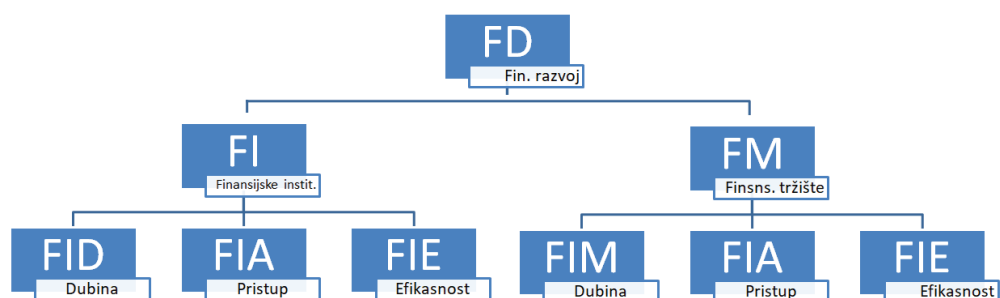 FD
Fin. razvoj
FI
Finansijske instit.
FM
Finsns. tržište
FID
Dubina
FIA
Pristup
FIE
Efikasnost
FIM
Dubina
FIA
Pristup
FIE
Efikasnost